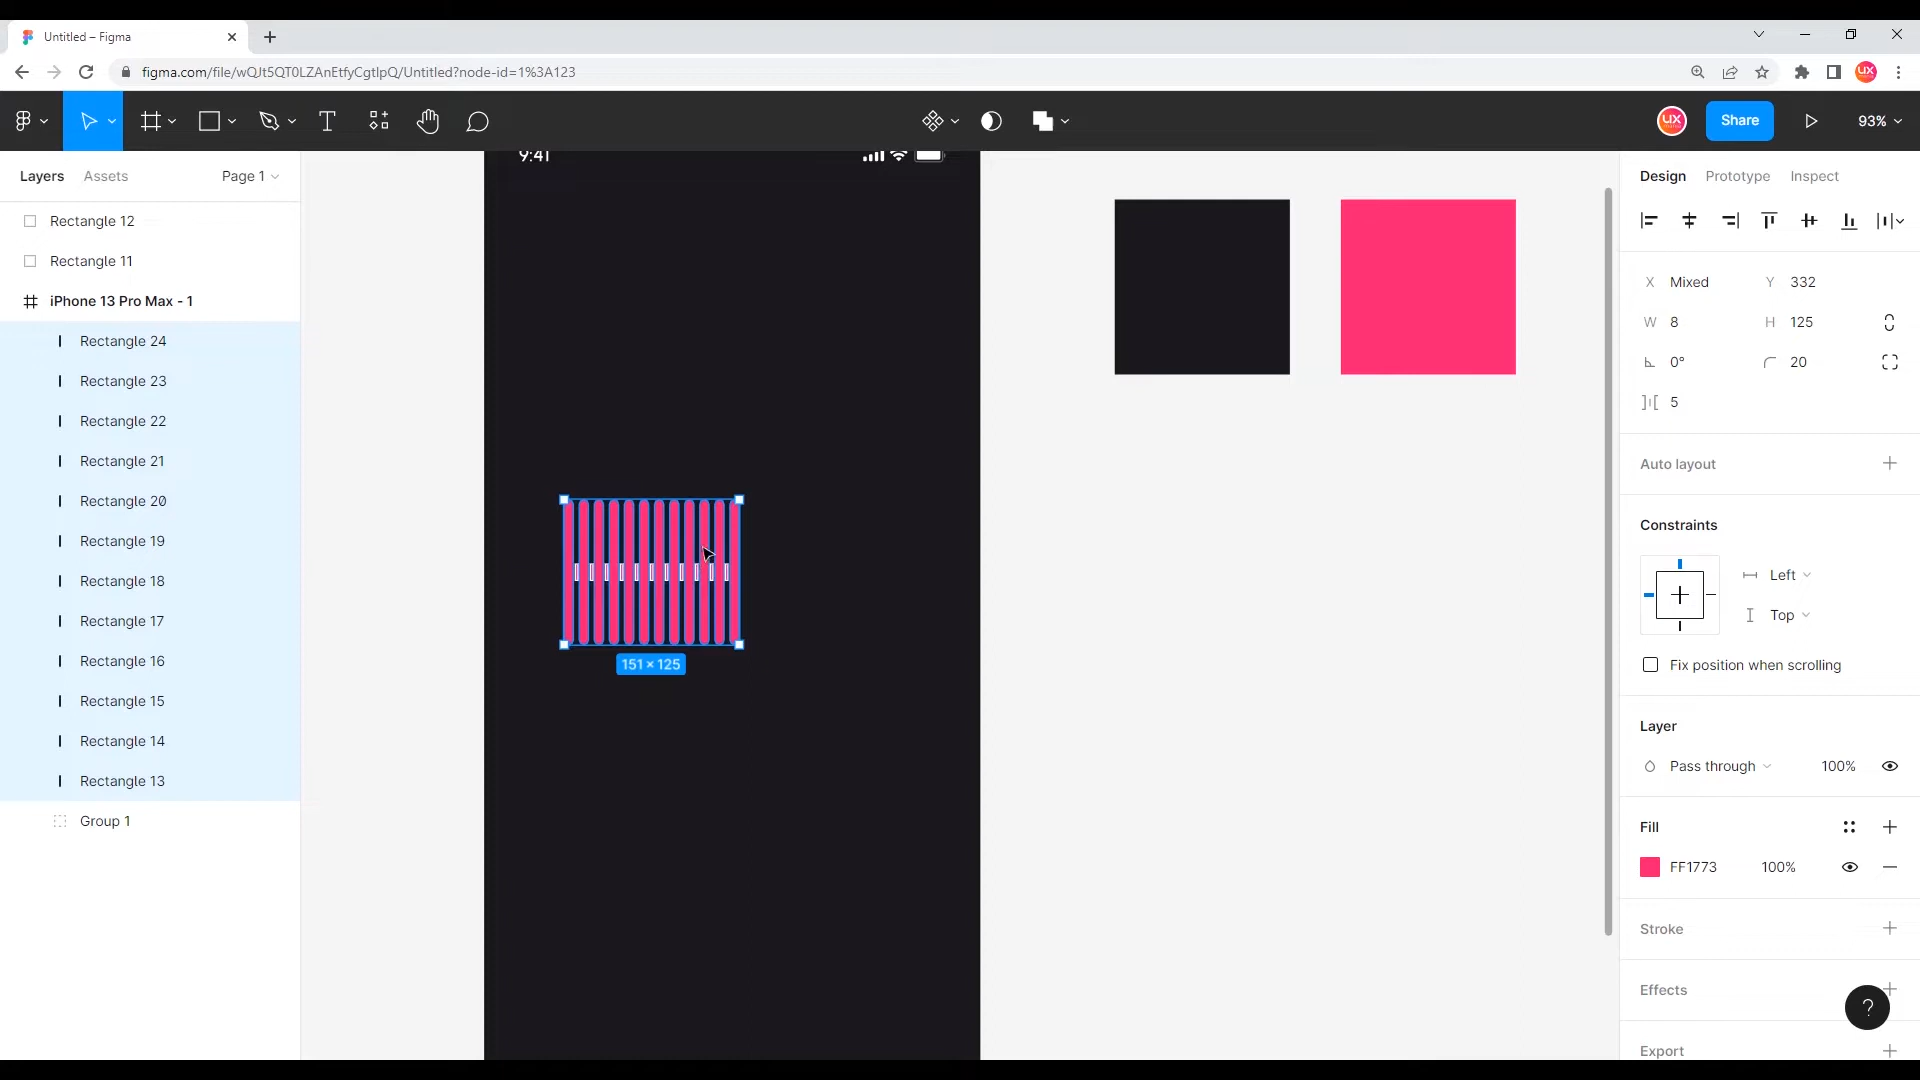 Untitled – Figma
figma.com/file/wQJt5QT0LZAnEtfyCgtlpQ/Untitled?node-id=1%3A123
T
UX
Share
93%
Layers
Assets
Page 1
Rectangle 12
Rectangle 11
iPhone 13 Pro Max - 1
Rectangle 24
Rectangle 23
Rectangle 22
Rectangle 21
Rectangle 20
Rectangle 19
Rectangle 18
Rectangle 17
Rectangle 16
Rectangle 15
Rectangle 14
Rectangle 13
Group 1
9:41
151 × 125
Design
Prototype
Inspect
X Mixed
Y 332
W 8
H 125
0°
20
5
Auto layout
Constraints
Left
Top
Fix position when scrolling
Layer
Pass through
100%
Fill
FF1773
100%
Stroke
Effects
?
Export